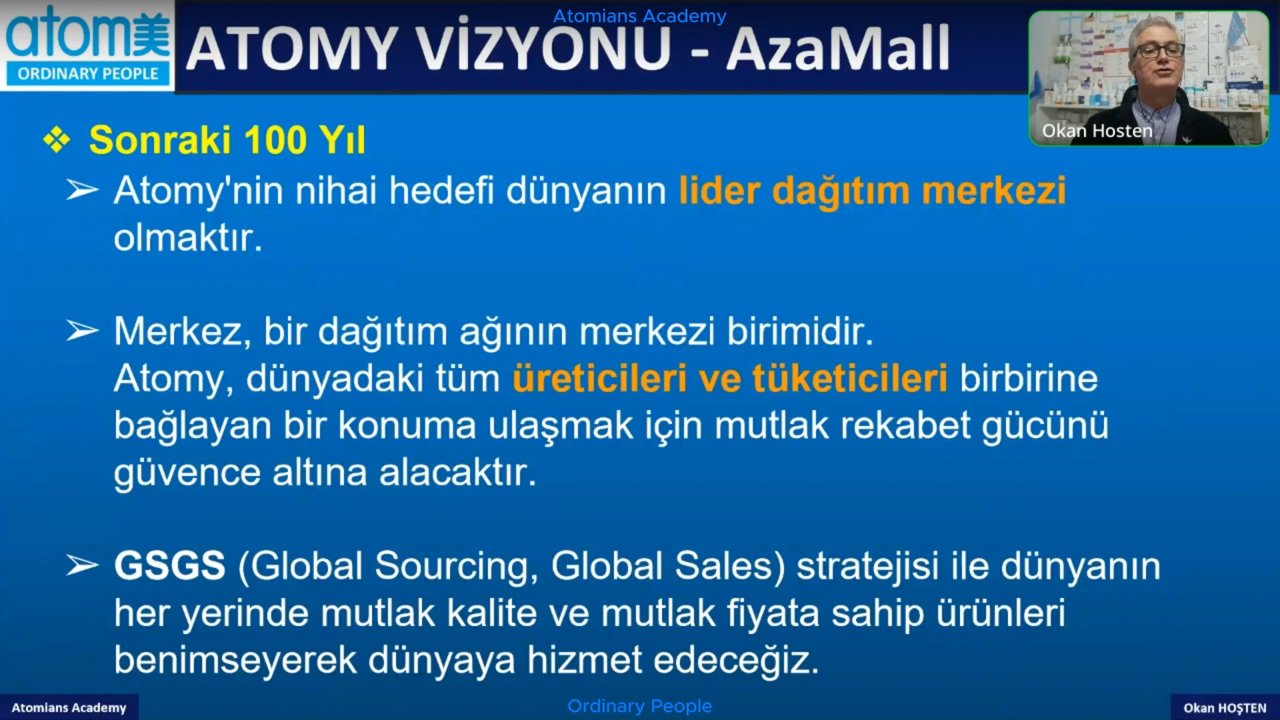 Atomians Academy
atom美
ORDINARY PEOPLE
ATOMY VİZYONU - AzaMall
Okan Hosten
❖ Sonraki 100 Yıl
➢ Atomy'nin nihai hedefi dünyanın lider dağıtım merkezi
olmaktır.
➢ Merkez, bir dağıtım ağının merkezi birimidir.
Atomy, dünyadaki tüm üreticileri ve tüketicileri birbirine
bağlayan bir konuma ulaşmak için mutlak rekabet gücünü
güvence altına alacaktır.
➢ GSGS (Global Sourcing, Global Sales) stratejisi ile dünyanın
her yerinde mutlak kalite ve mutlak fiyata sahip ürünleri
benimseyerek dünyaya hizmet edeceğiz.
Atomians Academy
Ordinary People
Okan HOŞTEN